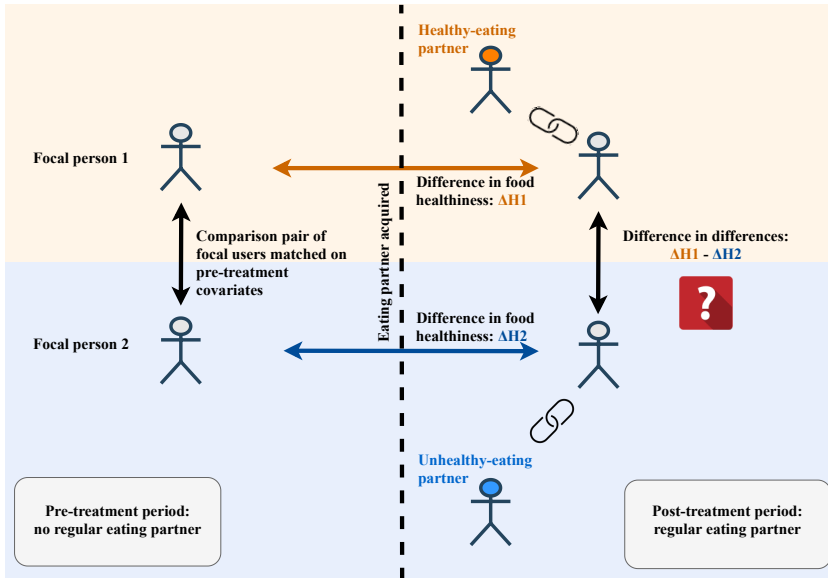 Healthy-eating
partner
Focal person 1
Difference in food
healthiness: ΔH1
Comparison pair of
focal users matched on
pre-treatment
covariates
Eating partner acquired
Difference in differences:
ΔH1 - ΔH2
?
Focal person 2
Difference in food
healthiness: ΔH2
Unhealthy-eating
partner
Pre-treatment period:
no regular eating partner
Post-treatment period:
regular eating partner